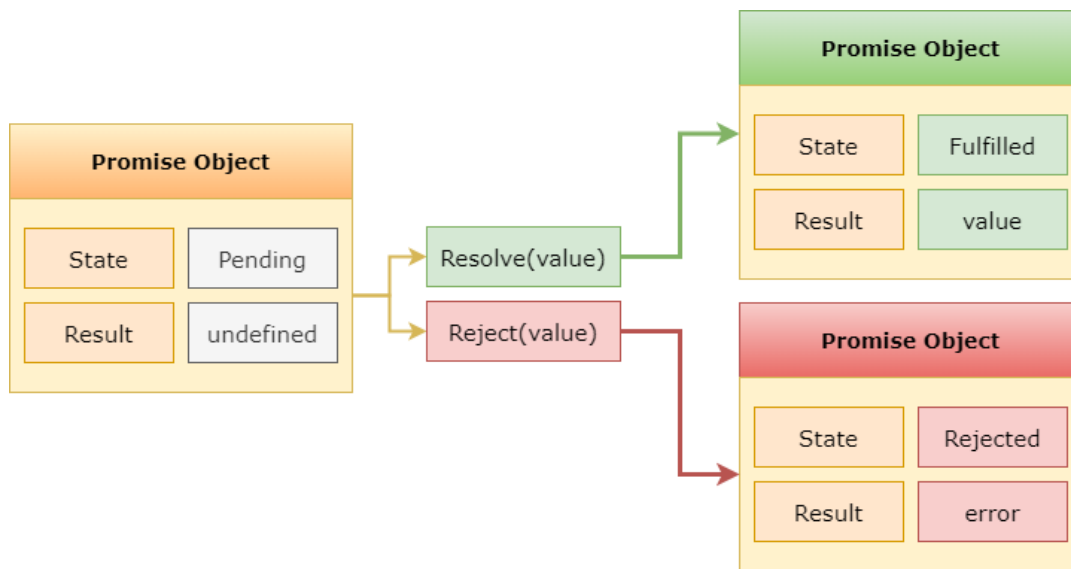 Promise Object
State
Pending
Result
undefined
Resolve(value)
Reject(value)
Promise Object
State
Fulfilled
Result
value
Promise Object
State
Rejected
Result
error